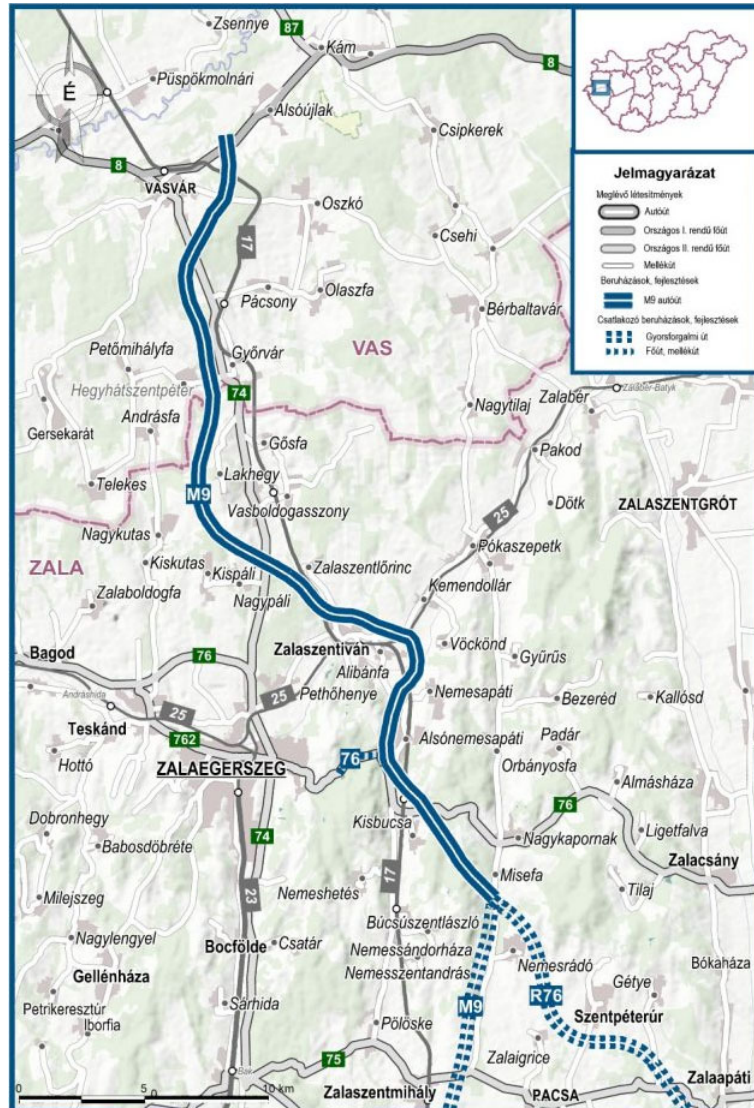 87
Zsennye
Kám
8
Püspökmolnári
É
Alsóújlak
Csipkerek
8
VASVÁR
Oszkó
Csehi
17
Pácsony
Olaszfa
Bérbaltavár
VAS
Petőmihályfa
Győrvár
Hegyhátszentpéter
74
Nagytilaj
Zalabér
Zalabér-Batyk
Andrásfa
Gersekarát
Gősfa
Pakod
Telekes
Lakhegy
M9
Vasboldogasszony
Dötk
ZALASZENTGRÓT
25
Nagykutas
Pókaszepetk
ZALA
Kiskutas
Kispáli
Zalaszentlőrinc
Zalaboldogfa
Nagypáli
Kemendollár
Bagod
76
Zalaszentiván
Vöckönd
Gyűrűs
Alibánfa
Andráshida
25
25
Pethőhenye
Nemesapáti
Bezeréd
Kallósd
Teskánd
762
76
Alsónemesapáti
Padár
Hottó
ZALAEGERSZEG
Orbányosfa
Almásháza
76
Dobronhegy
74
Kisbucsa
Nagykapornak
Ligetfalva
Babosdöbréte
Zalacsány
Misefa
Milejszeg
23
Nemeshetés
17
Tilaj
Búcsúszentlászló
Nagylengyel
Bocfölde
Csatár
Nemessándorháza
Nemesrádó
Bókaháza
Gellénháza
Nemesszentandrás
Gétye
M9
R76
Petrikeresztúr
Iborfia
Sárhida
Szentpéterúr
Pölöske
Zalaigrice
Bak
75
Zalaapáti
0 5 10 km
Zalaszentmihály
PACSA
Jelmagyarázat
Meglévő létesítmények
Autóút
Országos I. rendű főút
Országos II. rendű főút
Mellékút
Beruházások, fejlesztések
M9 autóút
Csatlakozó beruházások, fejlesztések
Gyorsforgalmi út
Főút, mellékút